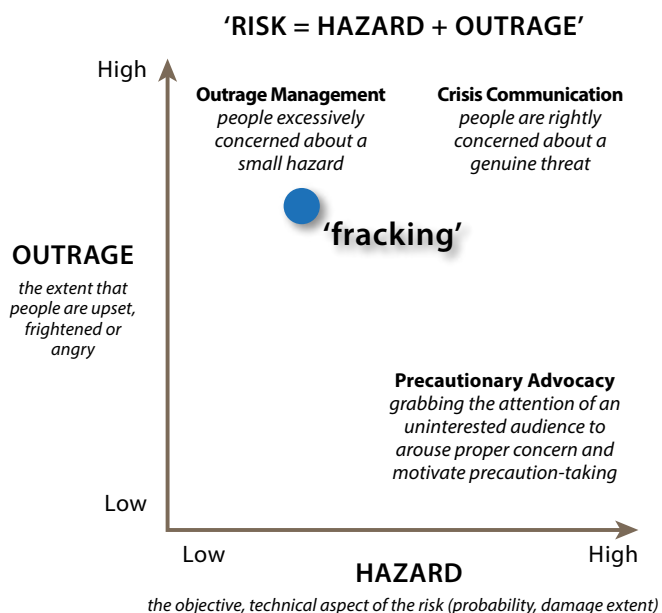 ‘RISK = HAZARD + OUTRAGE’
High
Outrage Management
people excessively
concerned about a
small hazard
Crisis Communication
people are rightly
concerned about a
genuine threat
‘fracking’
OUTRAGE
the extent that
people are upset,
frightened or
angry
Precautionary Advocacy
grabbing the attention of an
uninterested audience to
arouse proper concern and
motivate precaution-taking
Low
Low
High
HAZARD
the objective, technical aspect of the risk (probability, damage extent)